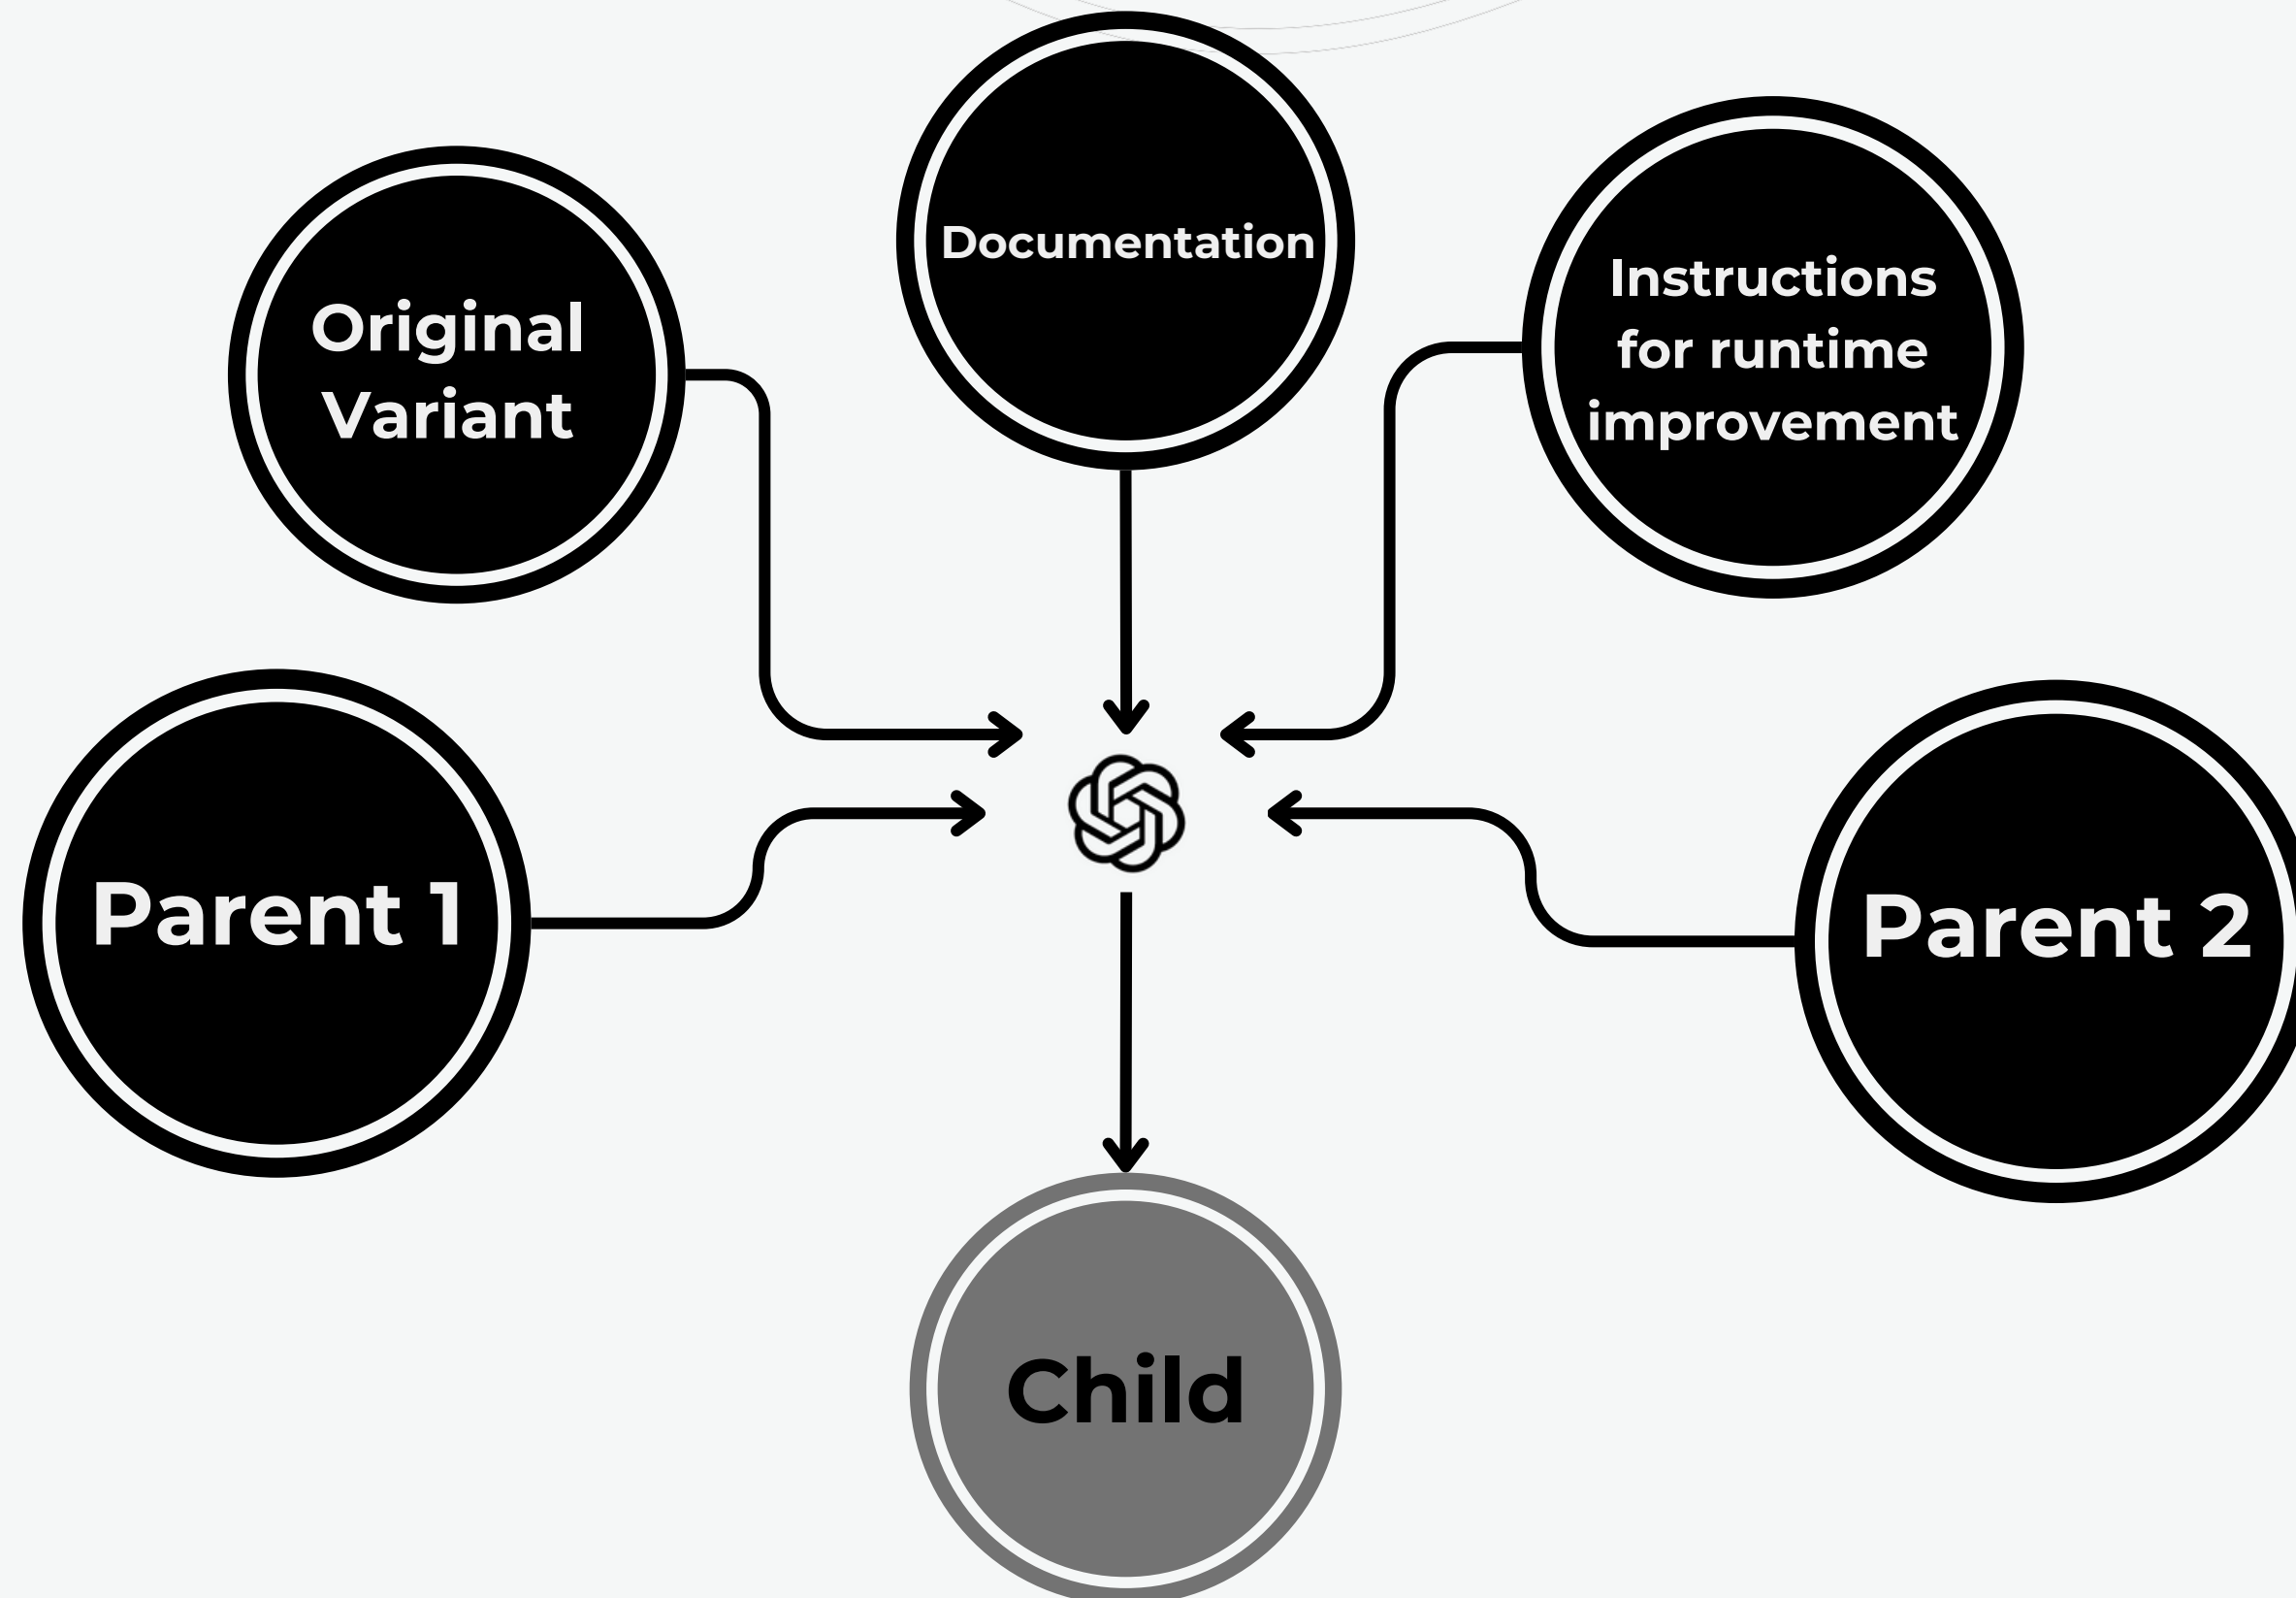 Documentation
Original
Variant
Instructions
for runtime
improvement
Parent 1
Parent 2
Child